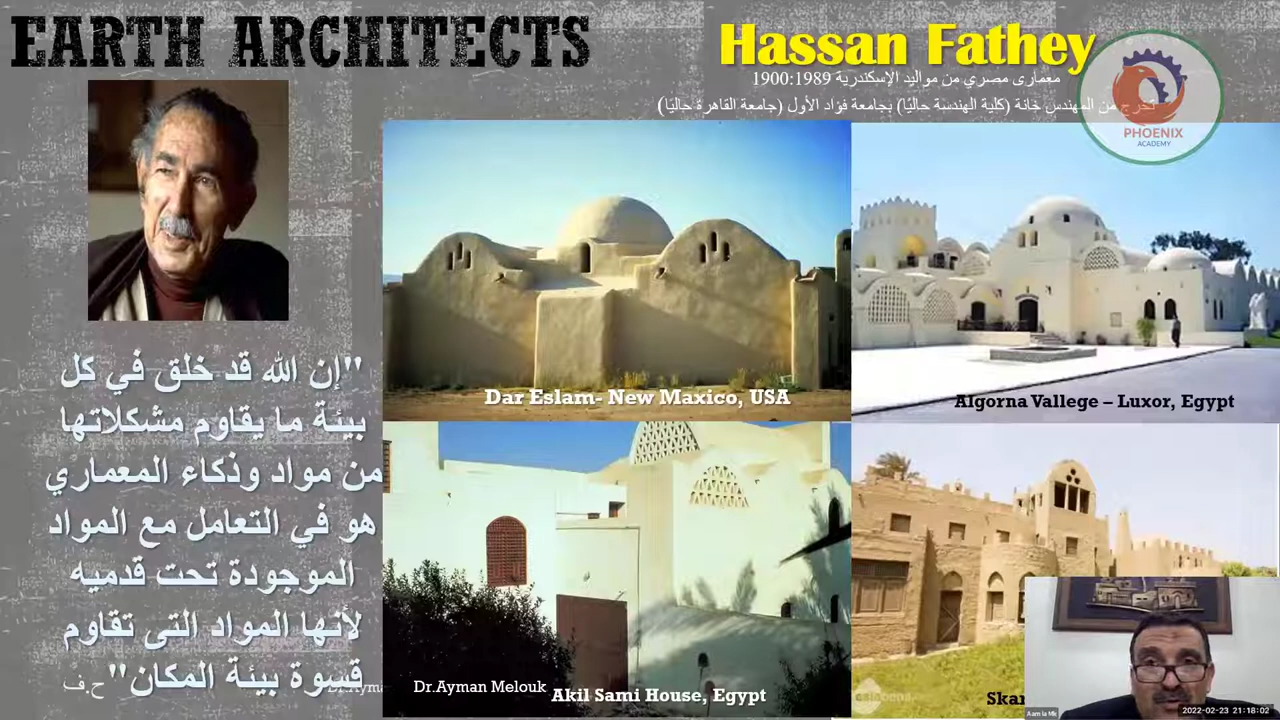 EARTH ARCHITECTS
Hassan Fathey
معمارى مصري من مواليد الإسكندرية 1900:1989
تخرج من المهندس خانة (كلية الهندسة حاليًا) بجامعة فؤاد الأول (جامعة القاهرة حاليًا)
PHOENIX
ACADEMY
"إن الله قد خلق في كل
بيئة ما يقاوم مشكلاتها
من مواد وذكاء المعماري
هو في التعامل مع المواد
الموجودة تحت قدميه
لأنها المواد التى تقاوم
قسوة بيئة المكان" ح.ف
Dar Eslam- New Maxico, USA
Algorna Vallege – Luxor, Egypt
Dr.Ayman Melouk
Akil Sami House, Egypt
2022-02-23 21:18:02